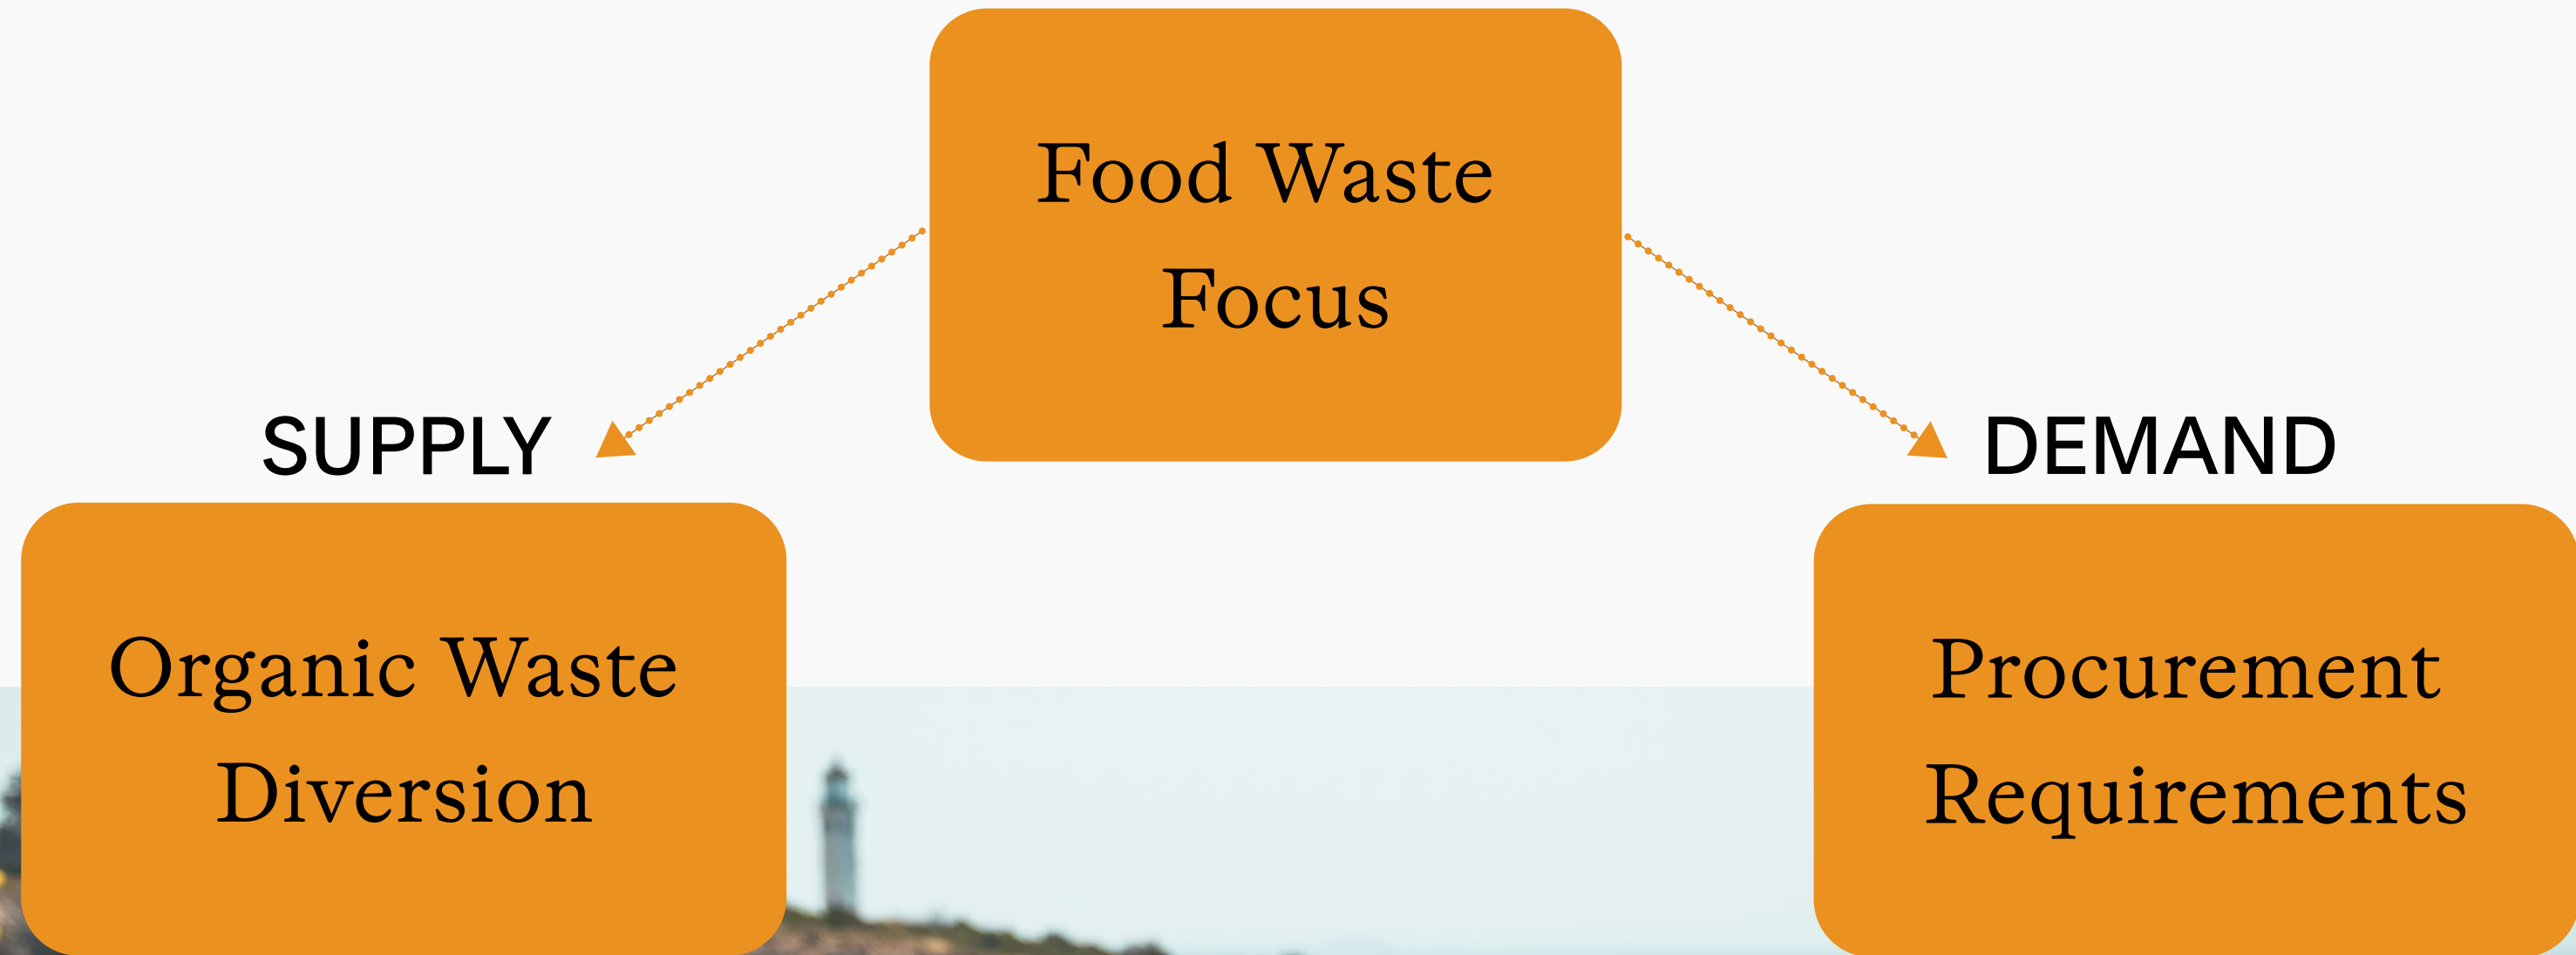 Food Waste
Focus
SUPPLY
DEMAND
Organic Waste
Diversion
Procurement
Requirements